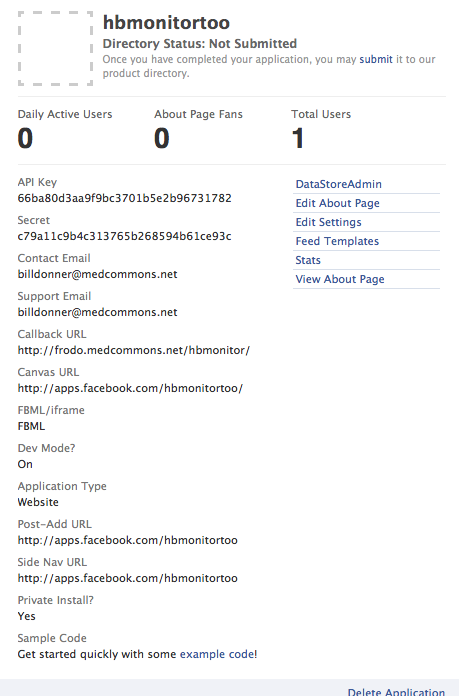 hbmonitortoo
Directory Status: Not Submitted
Once you have completed your application, you may submit it to our
product directory.
Daily Active Users
0
About Page Fans
0
Total Users
1
API Key
66ba80d3aa9f9bc3701b5e2b96731782
Secret
c79a11c9b4c313765b268594b61ce93c
Contact Email
billdonner@medcommons.net
Support Email
billdonner@medcommons.net
Callback URL
http://frodo.medcommons.net/hbmonitor/
Canvas URL
http://apps.facebook.com/hbmonitortoo/
FBML/iframe
FBML
Dev Mode?
On
Application Type
Website
Post-Add URL
http://apps.facebook.com/hbmonitortoo
Side Nav URL
http://apps.facebook.com/hbmonitortoo
Private Install?
Yes
Sample Code
Get started quickly with some example code!
DataStoreAdmin
Edit About Page
Edit Settings
Feed Templates
Stats
View About Page
Delete Application